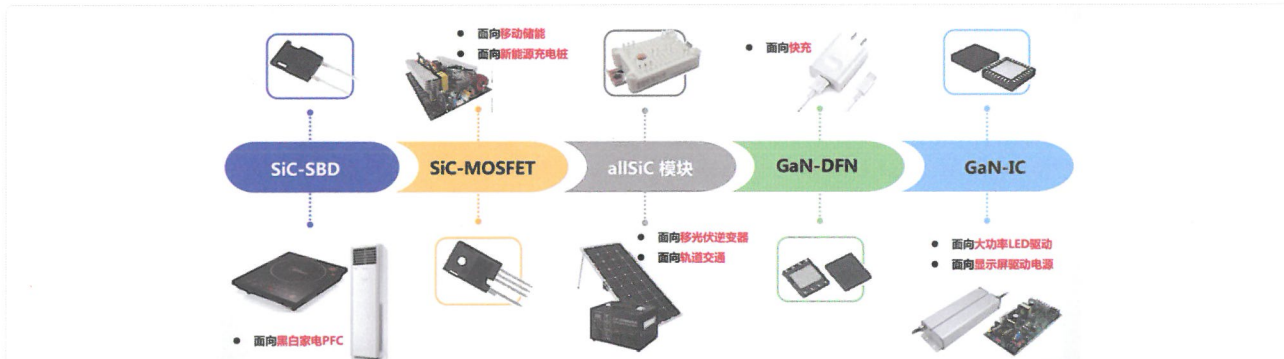 ● 面向移动储能
● 面向新能源充电桩
● 面向快充
SiC-SBD
SiC-MOSFET
allSiC 模块
GaN-DFN
GaN-IC
● 面向黑白家电PFC
● 面向移光伏逆变器
● 面向轨道交通
● 面向大功率LED驱动
● 面向显示屏驱动电源